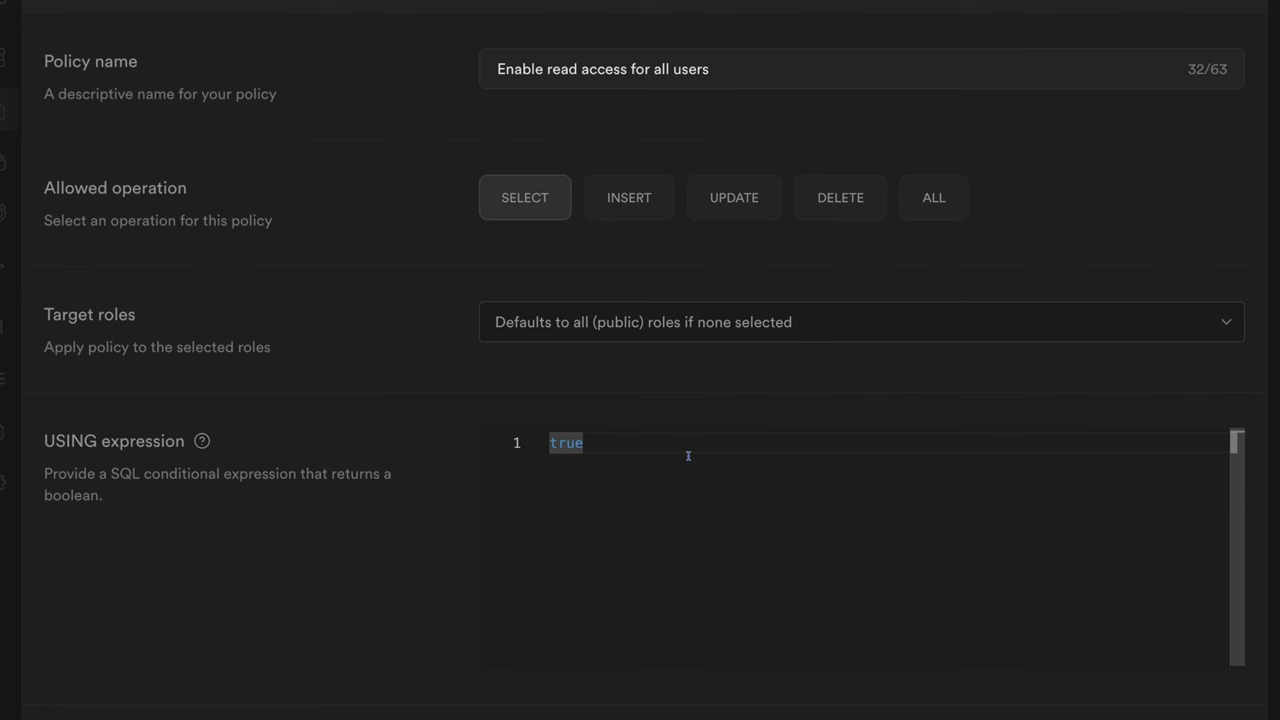 Policy name
Enable read access for all users
32/63
A descriptive name for your policy
Allowed operation
SELECT
INSERT
UPDATE
DELETE
ALL
Select an operation for this policy
Target roles
Defaults to all (public) roles if none selected
Apply policy to the selected roles
USING expression
1
true
Provide a SQL conditional expression that returns a
boolean.